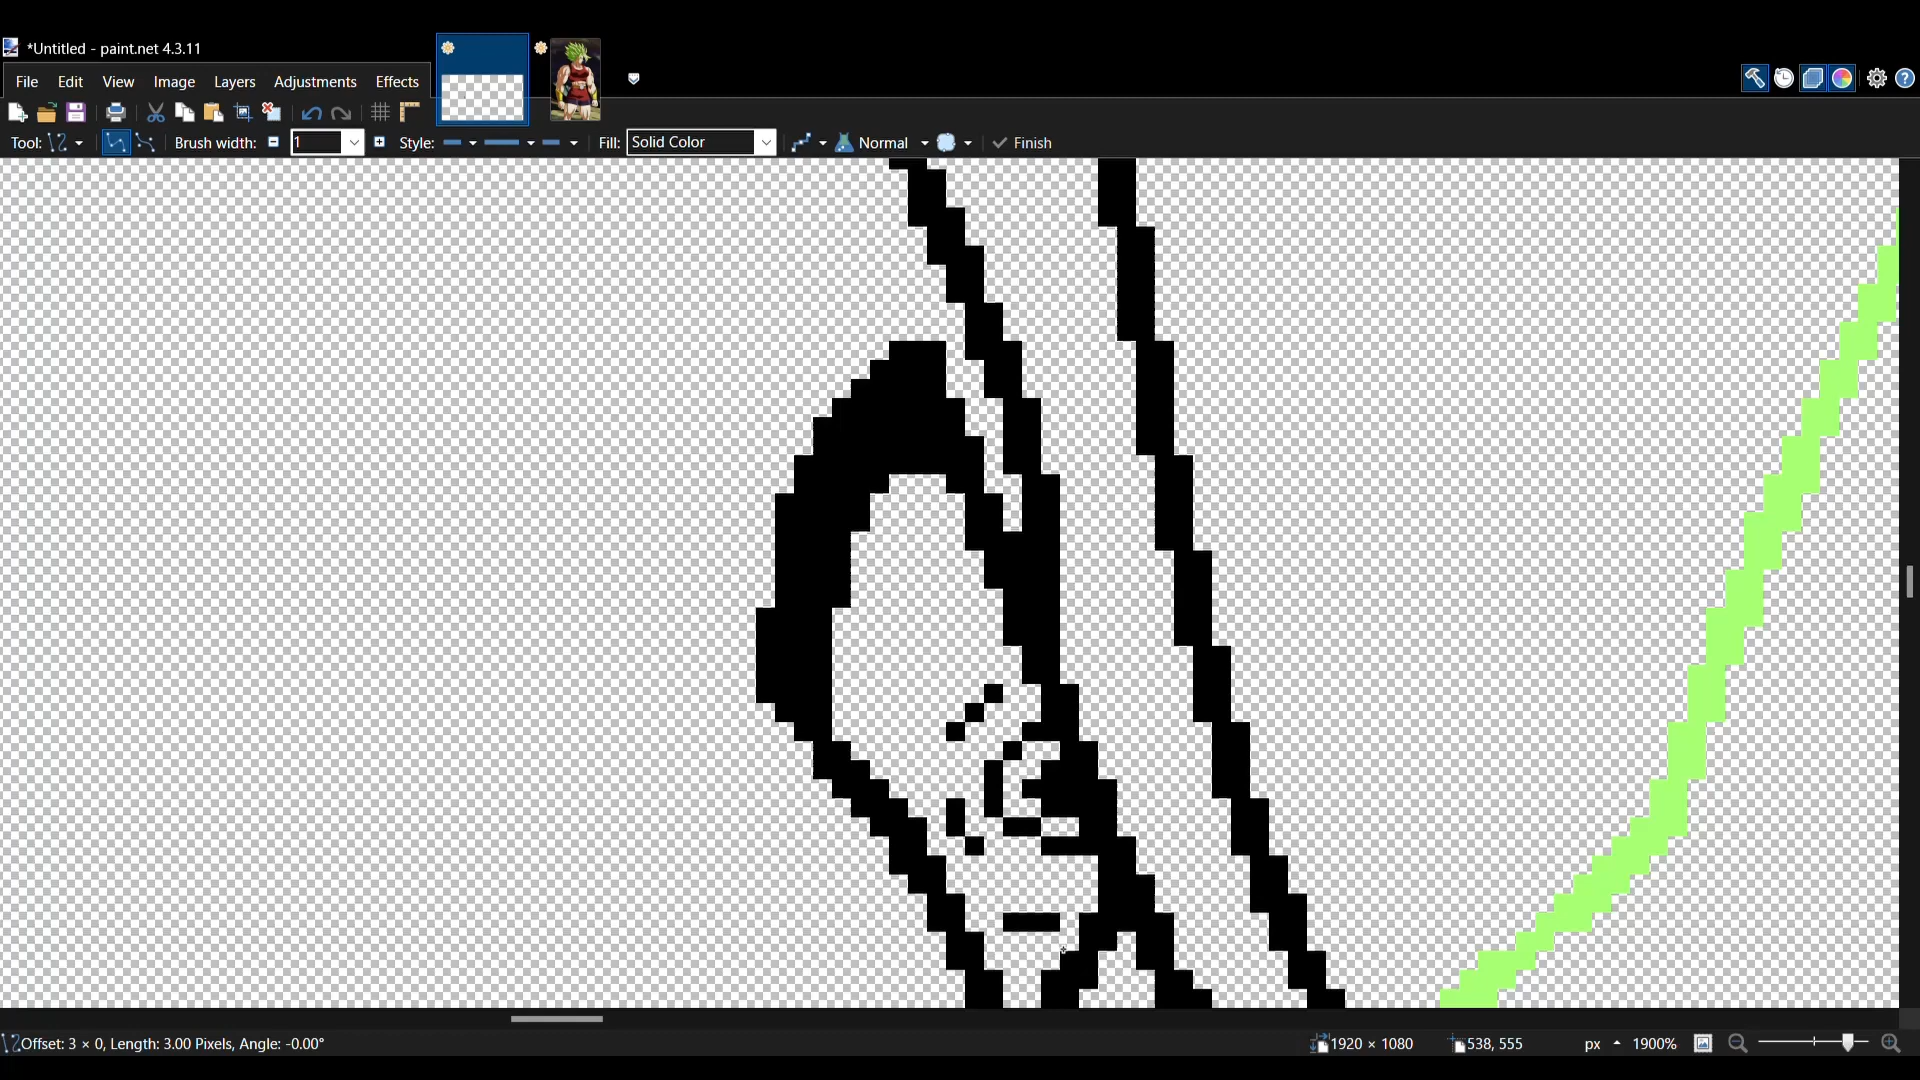 *Untitled - paint.net 4.3.11
File Edit View Image Layers Adjustments Effects
Tool: Brush width: 1 Style: Fill: Solid Color Normal Finish
Offset: 3 × 0, Length: 3.00 Pixels, Angle: -0.00° 1920 × 1080 538, 555 px 1900%